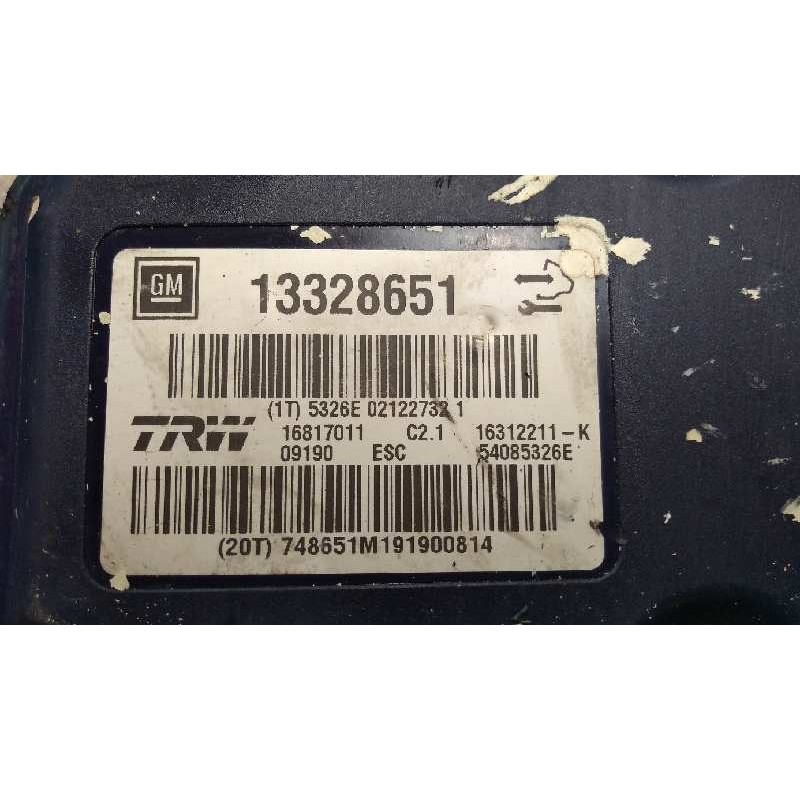 GM 13328651
(1T) 5326E 02122732 1
TRW 16817011 C2.1 16312211-K
09190 ESC 54085326E
(20T) 748651M191900814